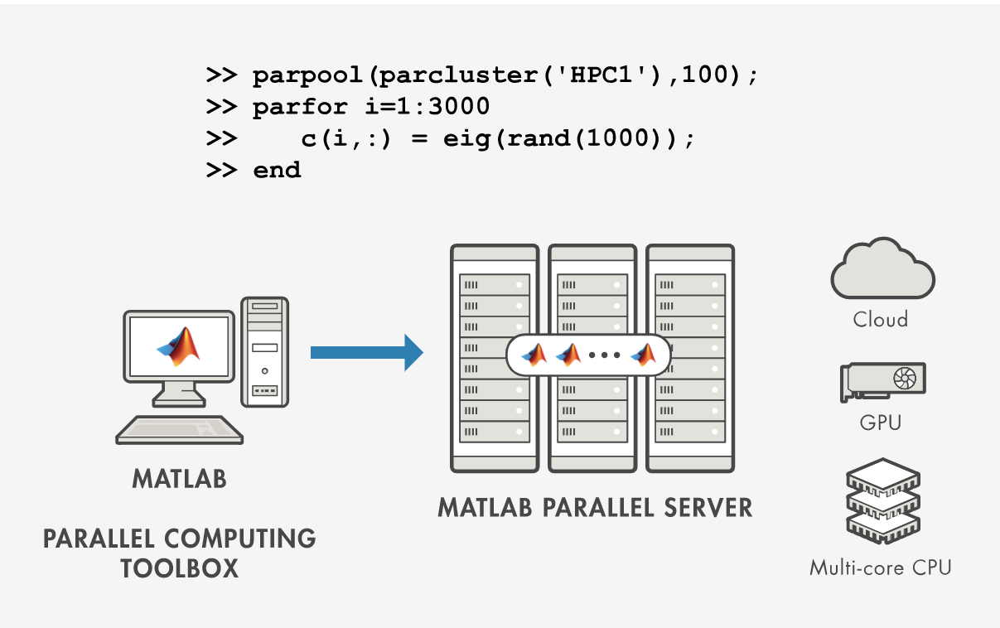 >> parpool(parcluster('HPC1'),100);
>> parfor i=1:3000
>>    c(i,:) = eig(rand(1000));
>> end
Cloud
GPU
MATLAB
MATLAB PARALLEL SERVER
PARALLEL COMPUTING
TOOLBOX
Multi-core CPU